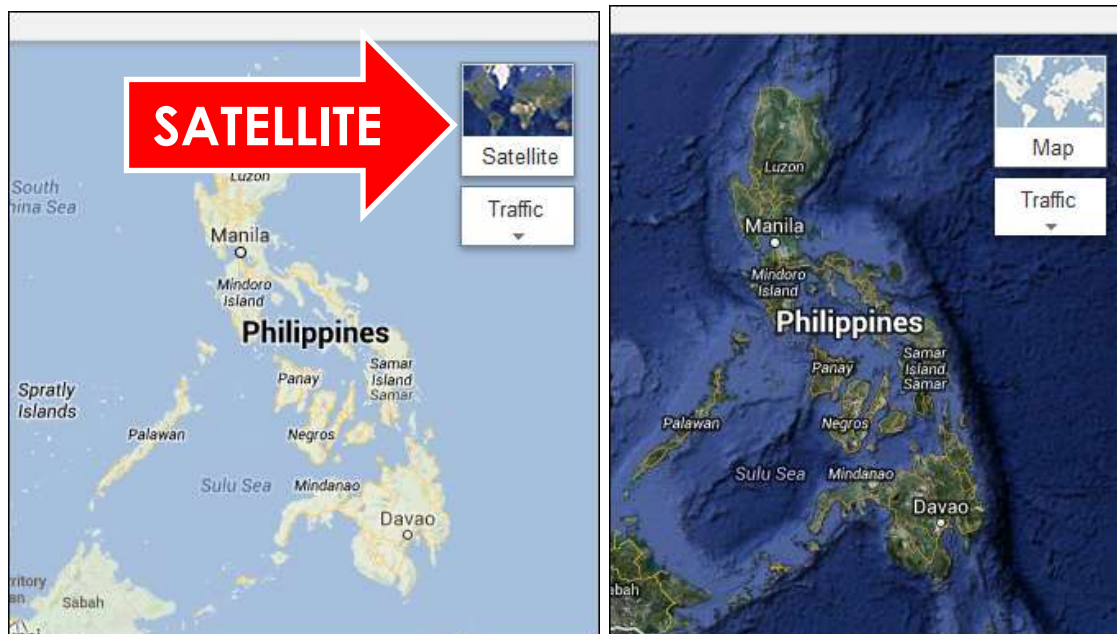 SATELLITE
Satellite
Traffic
Luzon
South
hina Sea
Manila
Mindoro
Island
Philippines
Spratly
Islands
Panay
Samar
Island
Samar
Palawan
Negros
Sulu Sea
Mindanao
Davao
rritory
an
Sabah
Map
Traffic
Luzon
Manila
Mindoro
Island
Philippines
Samar
Island
Samar
Panay
Palawan
Negros
Sulu Sea
Mindanao
Davao
abah